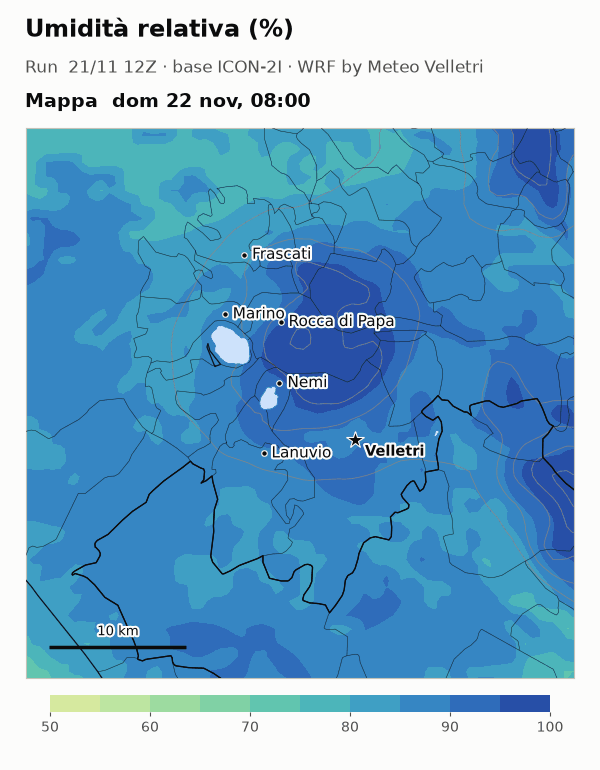 Umidità relativa (%)
Run  21/11 12Z · base ICON-2I · WRF by Meteo Velletri
Mappa  dom 22 nov, 08:00
Frascati
Marino
Rocca di Papa
Nemi
Velletri
Lanuvio
10 km
50 60 70 80 90 100